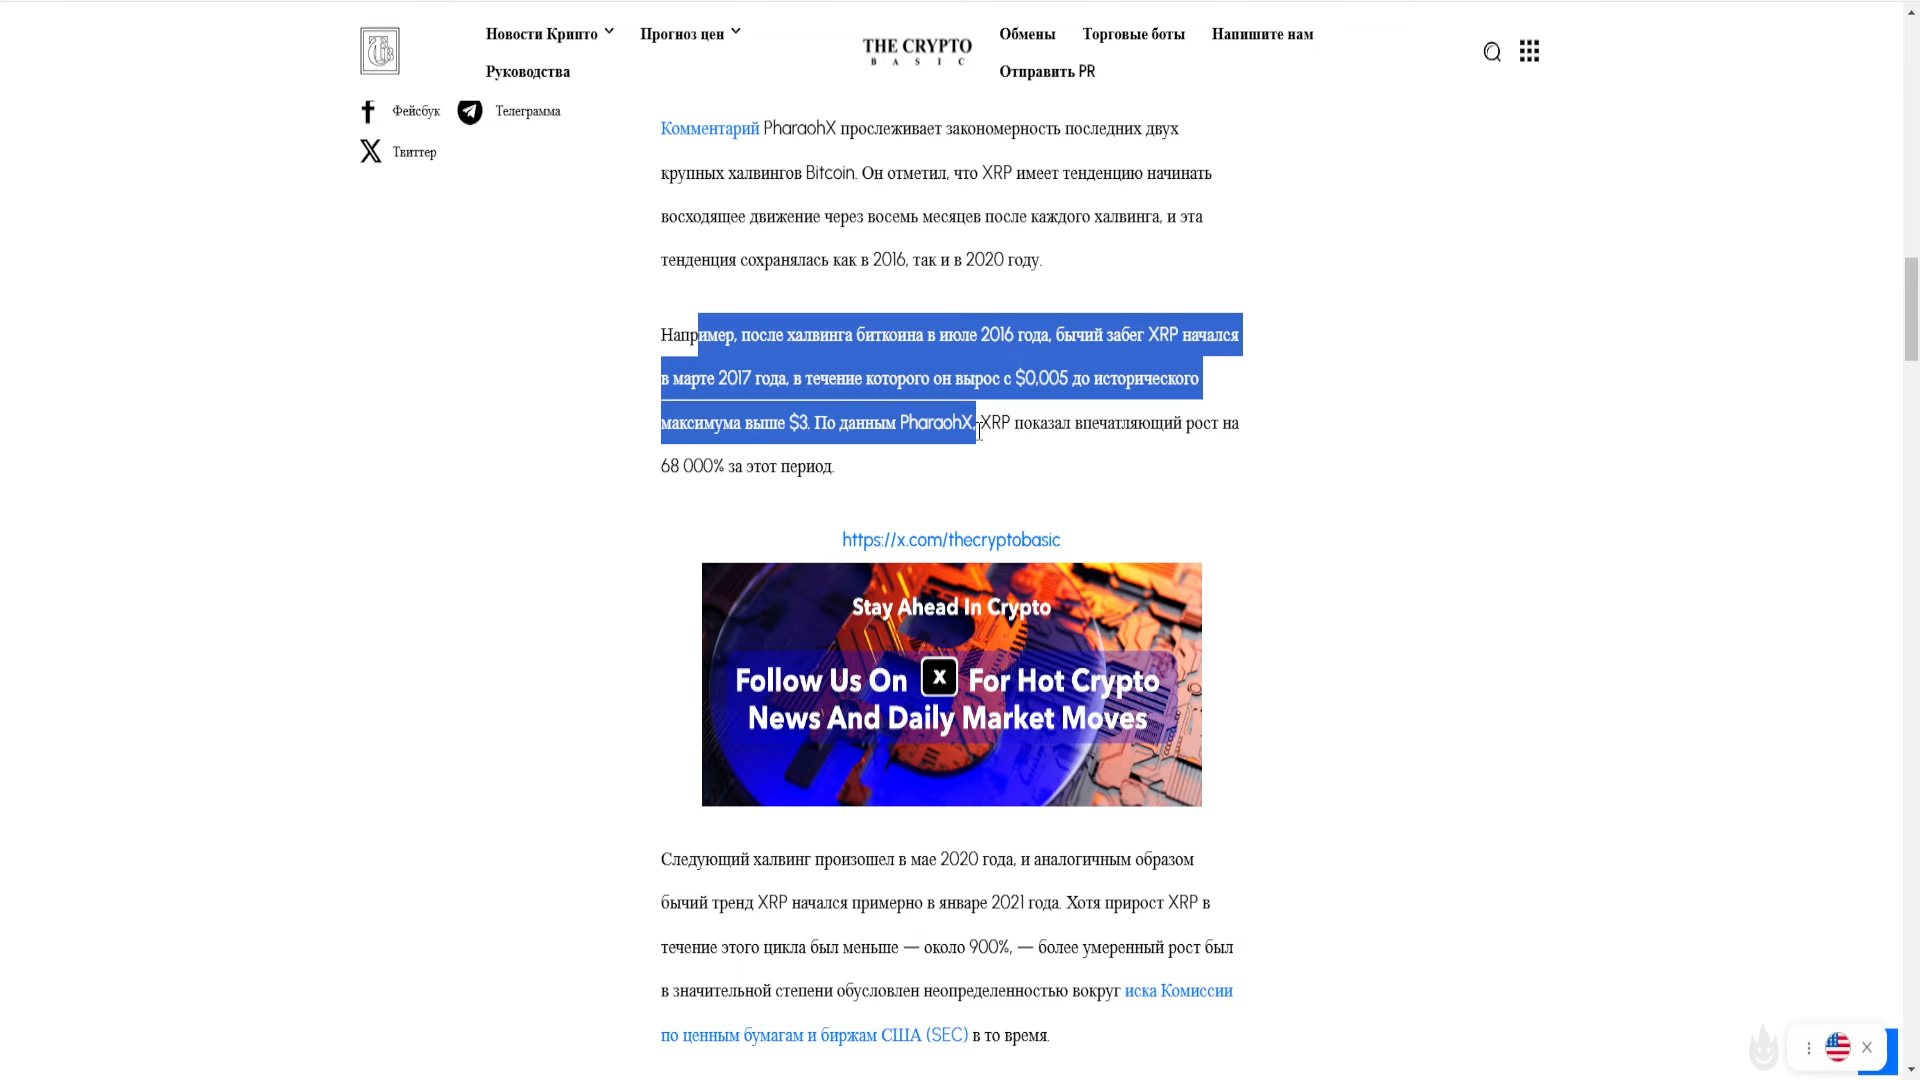 Новости Крипто
Прогноз цен
Руководства
THE CRYPTO
BASIC
Обмены
Торговые боты
Напишите нам
Отправить PR
Фейсбук
Телеграмма
Твиттер
Комментарий PharaohX прослеживает закономерность последних двух
крупных халвингов Bitcoin. Он отметил, что XRP имеет тенденцию начинать
восходящее движение через восемь месяцев после каждого халвинга, и эта
тенденция сохранялась как в 2016, так и в 2020 году.
Например, после халвинга биткоина в июле 2016 года, бычий забег XRP начался
в марте 2017 года, в течение которого он вырос с $0,005 до исторического
максимума выше $3. По данным PharaohX, XRP показал впечатляющий рост на
68 000% за этот период.
https://x.com/thecryptobasic
Stay Ahead In Crypto
Follow Us On X For Hot Crypto
News And Daily Market Moves
Следующий халвинг произошел в мае 2020 года, и аналогичным образом
бычий тренд XRP начался примерно в январе 2021 года. Хотя прирост XRP в
течение этого цикла был меньше — около 900%, — более умеренный рост был
в значительной степени обусловлен неопределенностью вокруг иска Комиссии
по ценным бумагам и биржам США (SEC) в то время.